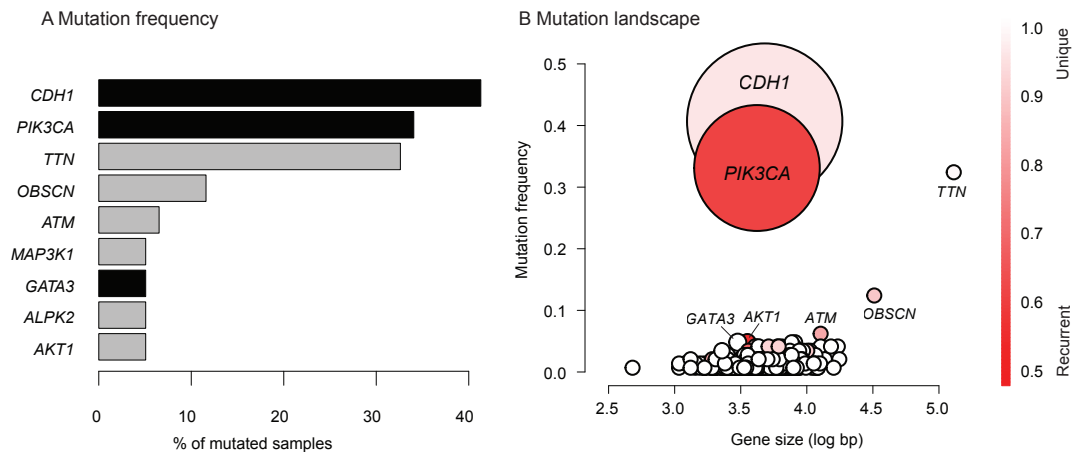 A Mutation frequency
CDH1
PIK3CA
TTN
OBSCN
ATM
MAP3K1
GATA3
ALPK2
AKT1
0 10 20 30 40
% of mutated samples
B Mutation landscape
Mutation frequency
0.5
0.4
0.3
0.2
0.1
0.0
CDH1
PIK3CA
TTN
OBSCN
GATA3 AKT1 ATM
2.5 3.0 3.5 4.0 4.5 5.0
Gene size (log bp)
1.0
0.9
0.8
0.7
0.6
0.5
Unique
Recurrent